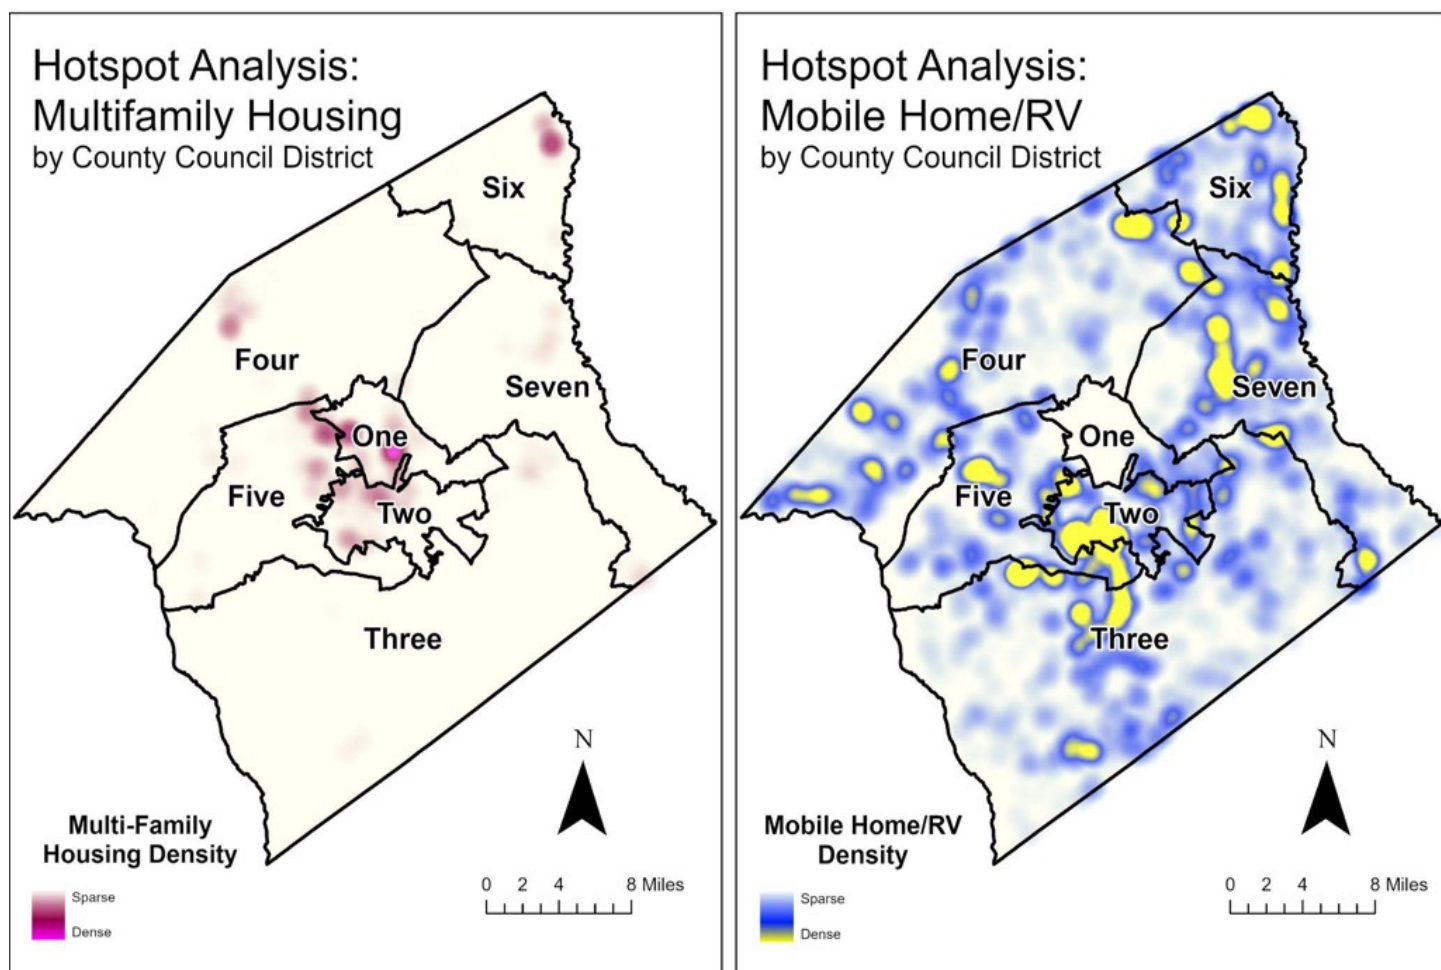 Hotspot Analysis:
Multifamily Housing
by County Council District
Six
Four
Seven
One
Five
Two
Three
N
Multi-Family
Housing Density
Sparse
Dense
0 2 4 8 Miles
Hotspot Analysis:
Mobile Home/RV
by County Council District
Six
Four
Seven
One
Five
Two
Three
N
Mobile Home/RV
Density
Sparse
Dense
0 2 4 8 Miles